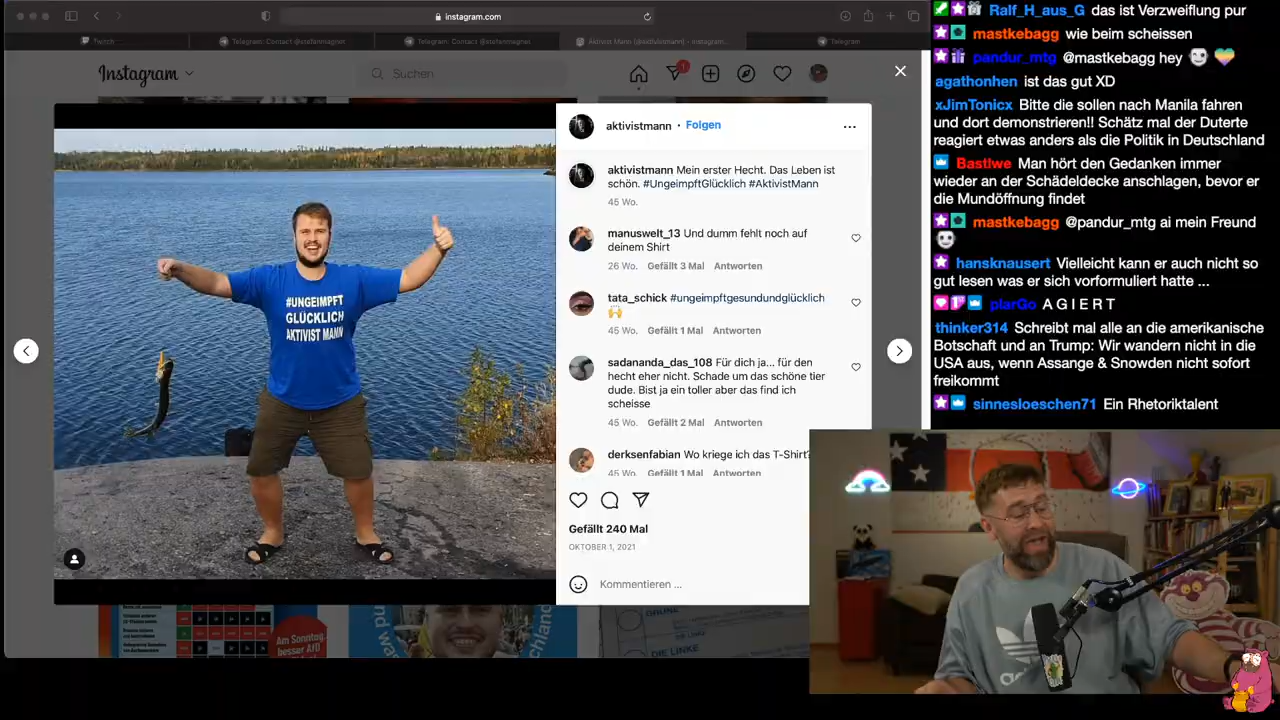 instagram.com
Twitch
Telegram: Contact @stefanmagnet
Telegram: Contact @stefanmagnet
Telegram
Instagram
Suchen
1
aktivistmann • Folgen
aktivistmann Mein erster Hecht. Das Leben ist
schön. #UngeimpftGlücklich #AktivistMann
45 Wo.
manuswelt_13 Und dumm fehlt noch auf
deinem Shirt
26 Wo. Gefällt 3 Mal Antworten
tata_schick #ungeimpftgesundundglücklich
🙌
45 Wo. Gefällt 1 Mal Antworten
sadananda_das_108 Für dich ja... für den
hecht eher nicht. Schade um das schöne tier
dude. Bist ja ein toller aber das find ich
scheisse
45 Wo. Gefällt 2 Mal Antworten
derksenfabian Wo kriege ich das T-Shirt?
45 Wo. Gefällt 1 Mal Antworten
Gefällt 240 Mal
OKTOBER 1, 2021
Kommentieren ...
#UNGEIMPFT
GLÜCKLICH
AKTIVIST MANN
Am Sonntag,
besser AfD
DIE LINKE
Ralf_H_aus_G das ist Verzweiflung pur
mastkebagg wie beim scheissen
pandur_mtg @mastkebagg hey
agathonhen ist das gut XD
xJimTonicx Bitte die sollen nach Manila fahren
und dort demonstrieren!! Schätz mal der Duterte
reagiert etwas anders als die Politik in Deutschland
Bastlwe Man hört den Gedanken immer
wieder an der Schädeldecke anschlagen, bevor er
die Mundöffnung findet
mastkebagg @pandur_mtg ai mein Freund
hansknausert Vielleicht kann er auch nicht so
gut lesen was er sich vorformuliert hatte ...
plarGo A G I E R T
thinker314 Schreibt mal alle an die amerikanische
Botschaft und an Trump: Wir wandern nicht in die
USA aus, wenn Assange & Snowden nicht sofort
freikommt
sinnesloeschen71 Ein Rhetoriktalent